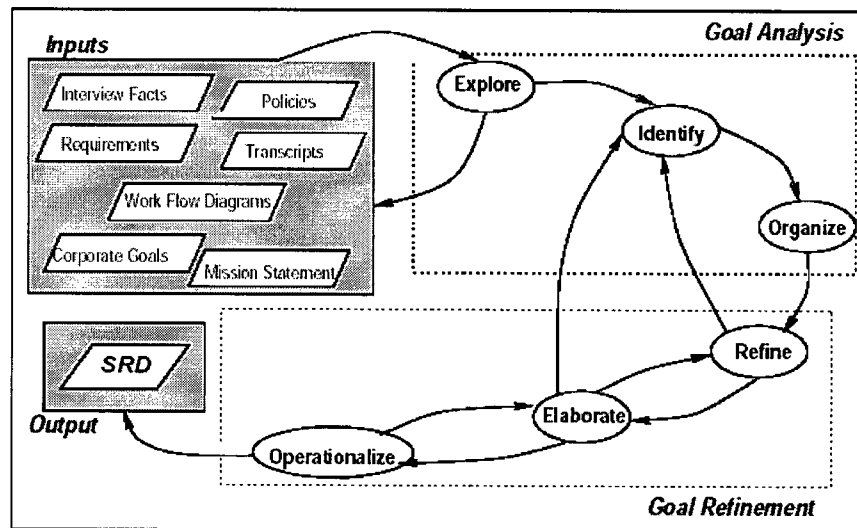 Inputs
Goal Analysis
Interview Facts
Policies
Explore
Requirements
Transcripts
Identify
Work Flow Diagrams
Organize
Corporate Goals
Mission Statement
SRD
Refine
Output
Elaborate
Operationalize
Goal Refinement